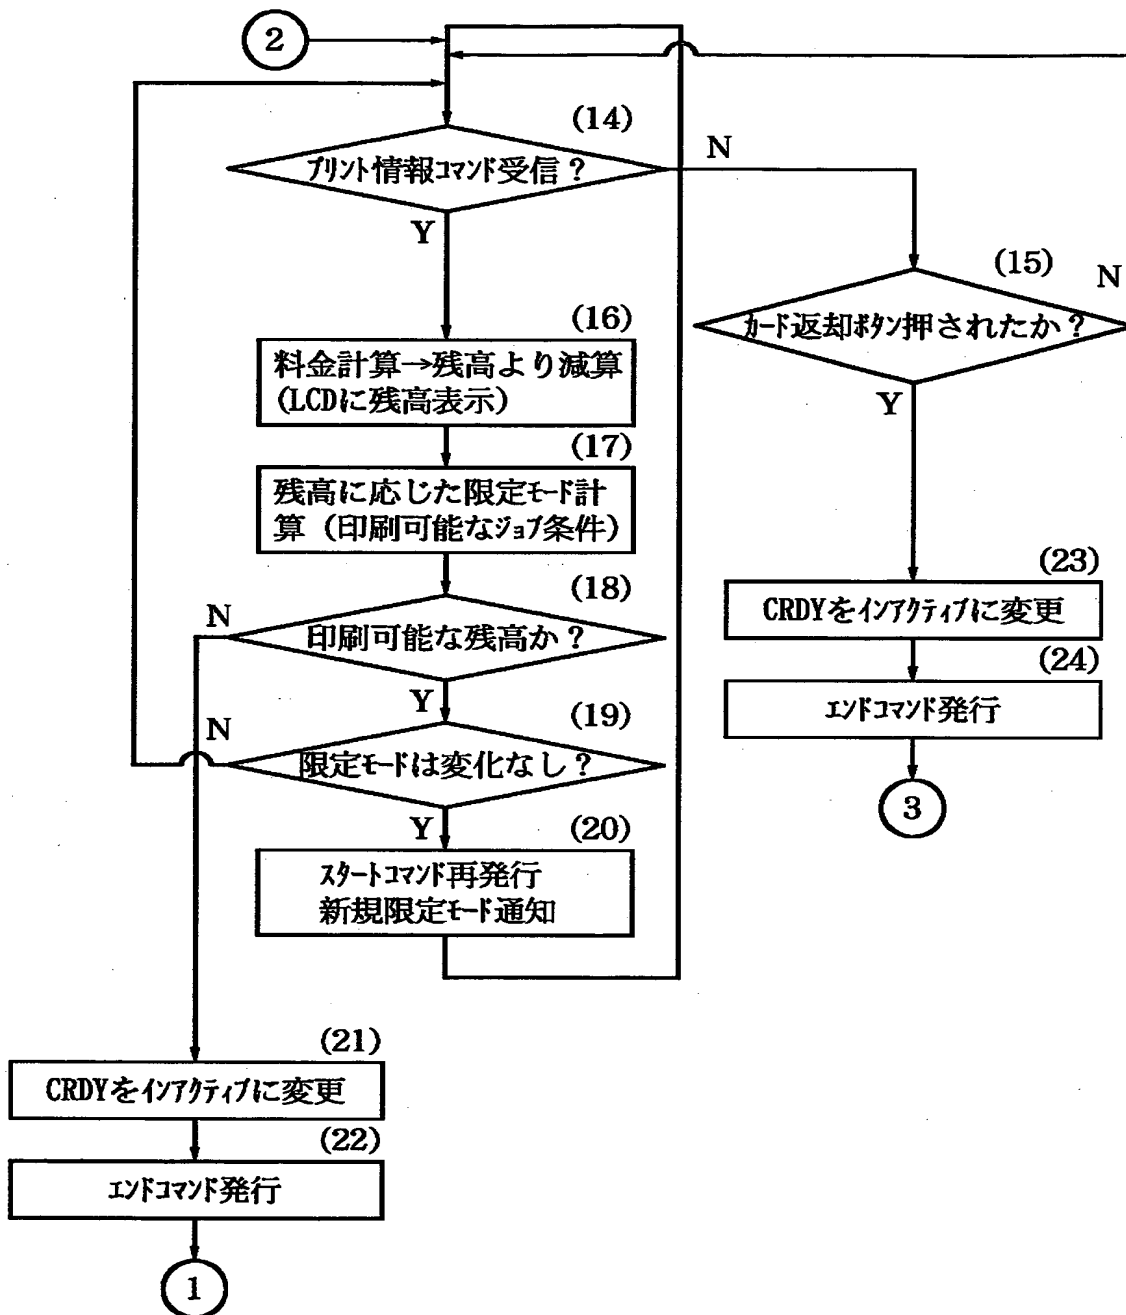 2
(14)
プリント情報コマンド受信？
N
Y
(15)
N
カード返却ボタン押されたか？
Y
(16)
料金計算→残高より減算
(LCDに残高表示)
(17)
残高に応じた限定モード計
算（印刷可能なジョブ条件）
(18)
N
印刷可能な残高か？
Y
(19)
N
限定モードは変化なし？
Y
(20)
スタートコマンド再発行
新規限定モード通知
(23)
CRDYをインアクティブに変更
(24)
エンドコマンド発行
3
(21)
CRDYをインアクティブに変更
(22)
エンドコマンド発行
1